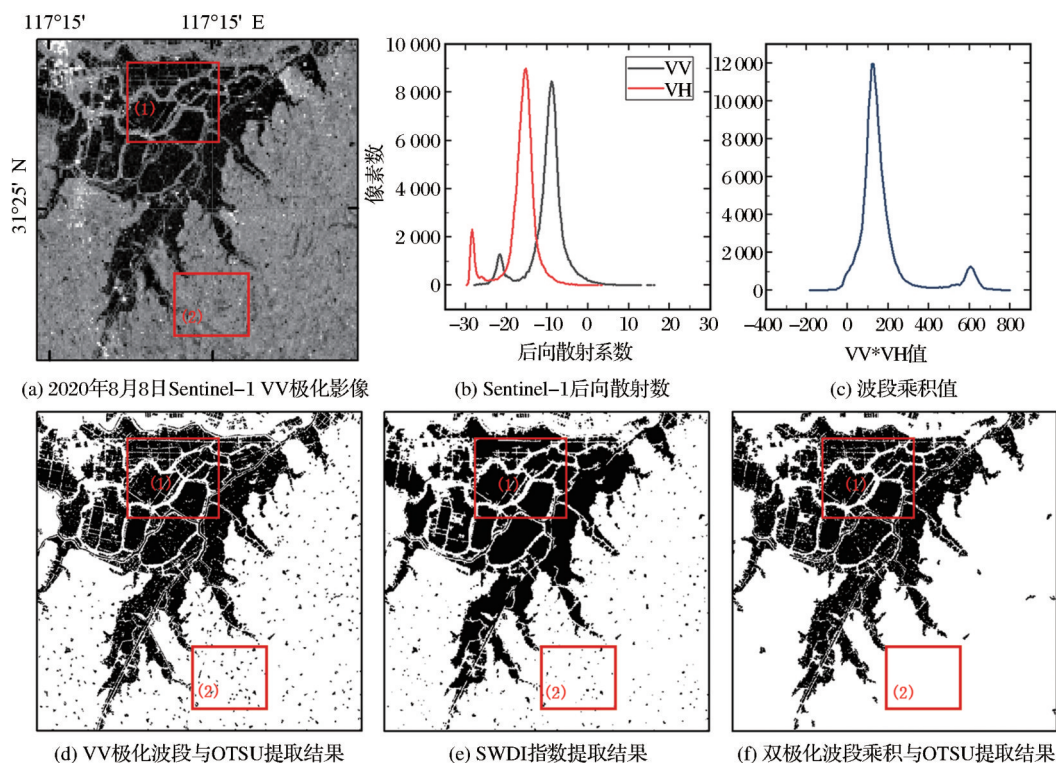 117°15' 117°15' E
31°25' N
(1)
(2)
(a) 2020年8月8日Sentinel-1 VV极化影像
10 000
8 000
6 000
4 000
2 000
0
像素数
VV
VH
-30 -20 -10 0 10 20 30
后向散射系数
(b) Sentinel-1后向散射数
12 000
10 000
8 000
6 000
4 000
2 000
0
-400 -200 0 200 400 600 800
VV*VH值
(c) 波段乘积值
(1)
(2)
(d) VV极化波段与OTSU提取结果
(1)
(2)
(e) SWDI指数提取结果
(1)
(2)
(f) 双极化波段乘积与OTSU提取结果